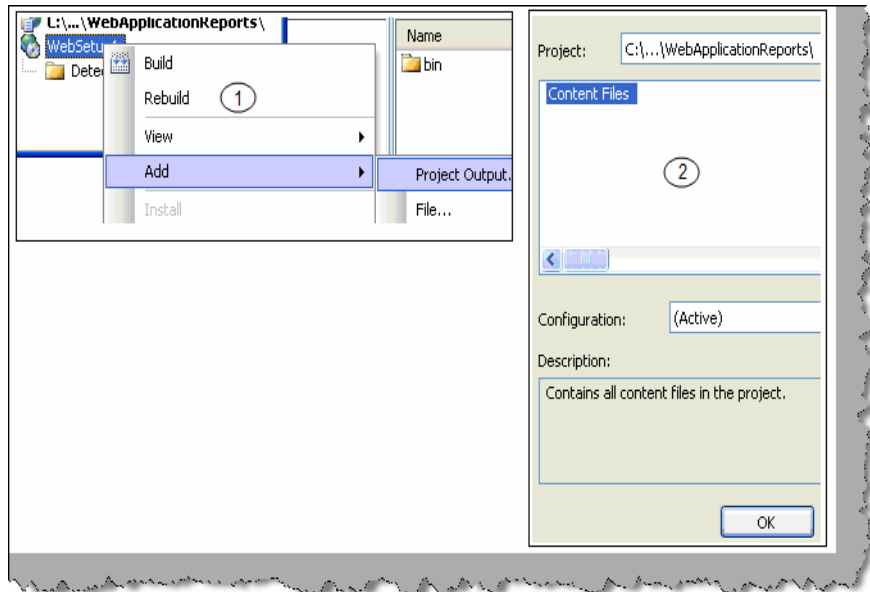 L:\...\WebApplicationReports\
WebSetup1
Name
bin
Build
Rebuild
1
View
Add
Project Output.
Install
File...
Project:
C:\...\WebApplicationReports\
Content Files
2
Configuration:
(Active)
Description:
Contains all content files in the project.
OK